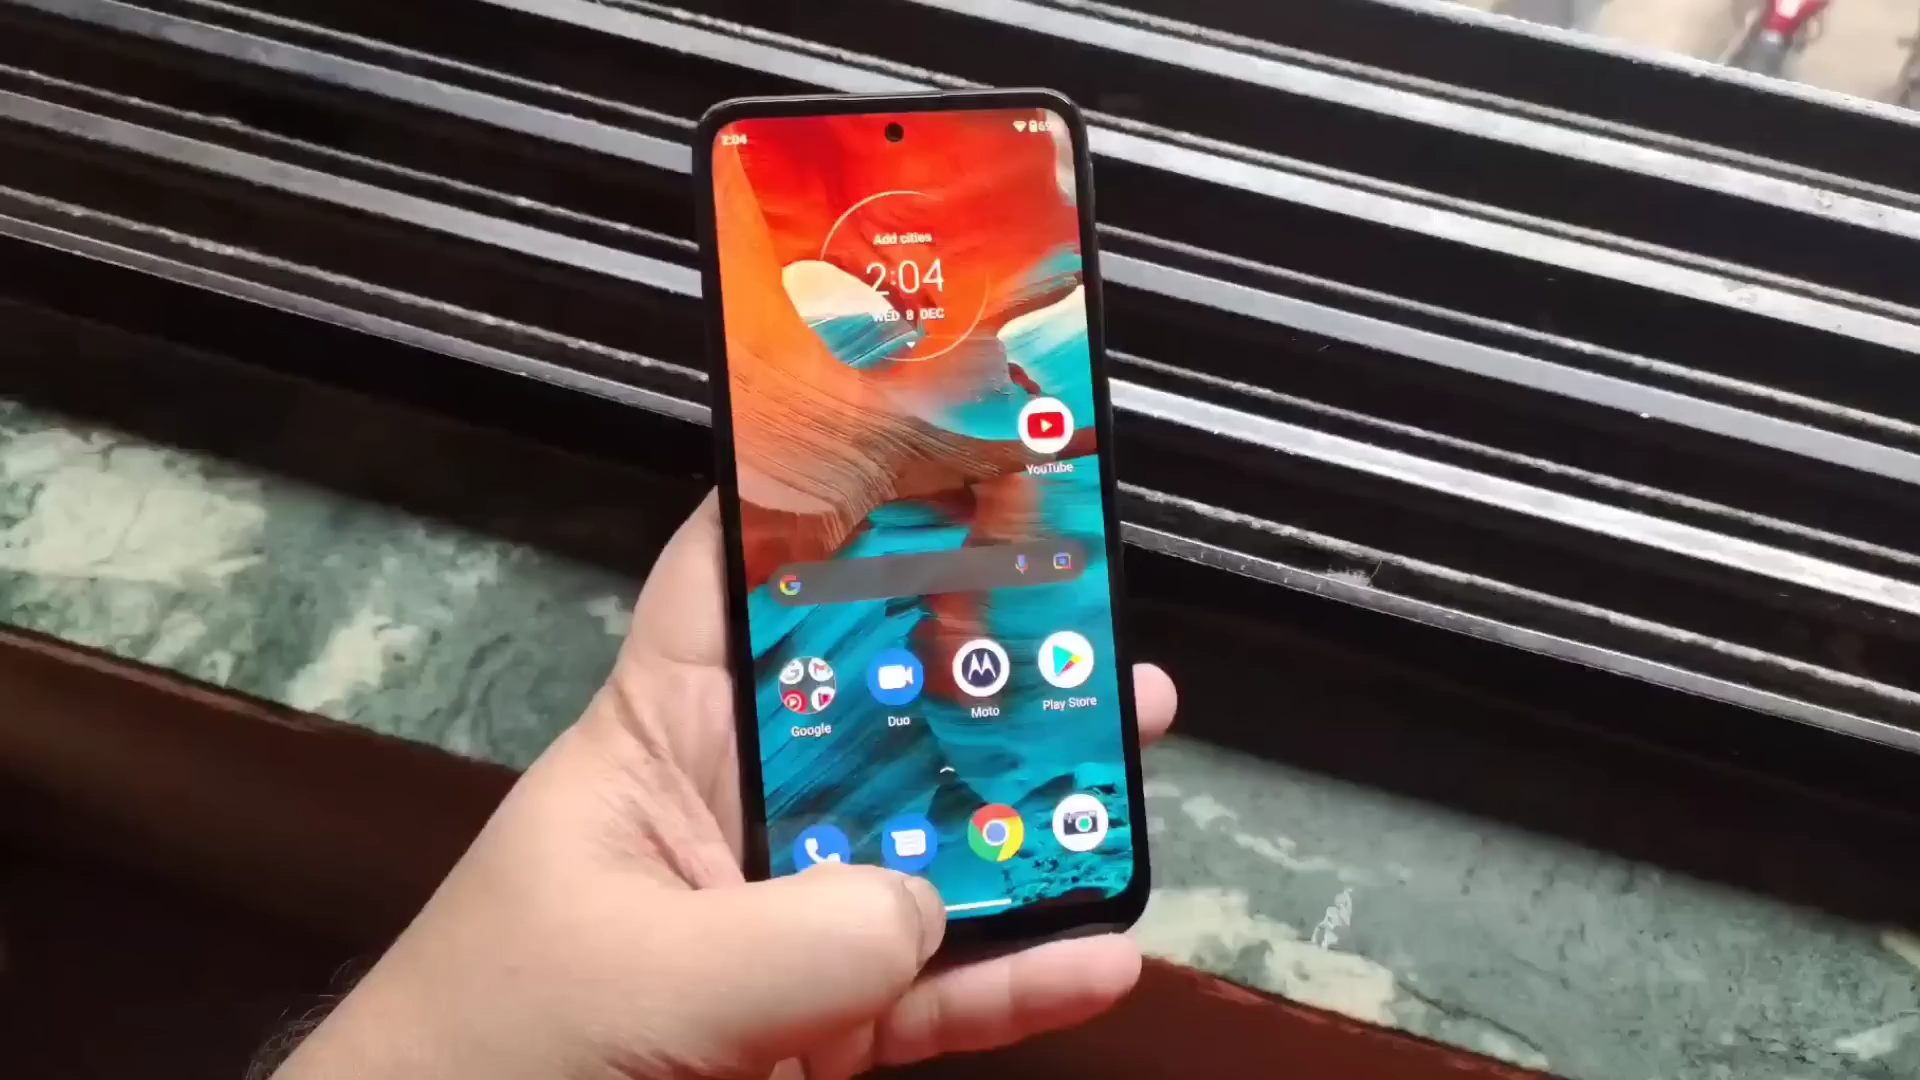 2:04
Add cities
2:04
WED 8 DEC
YouTube
Google
Duo
Moto
Play Store